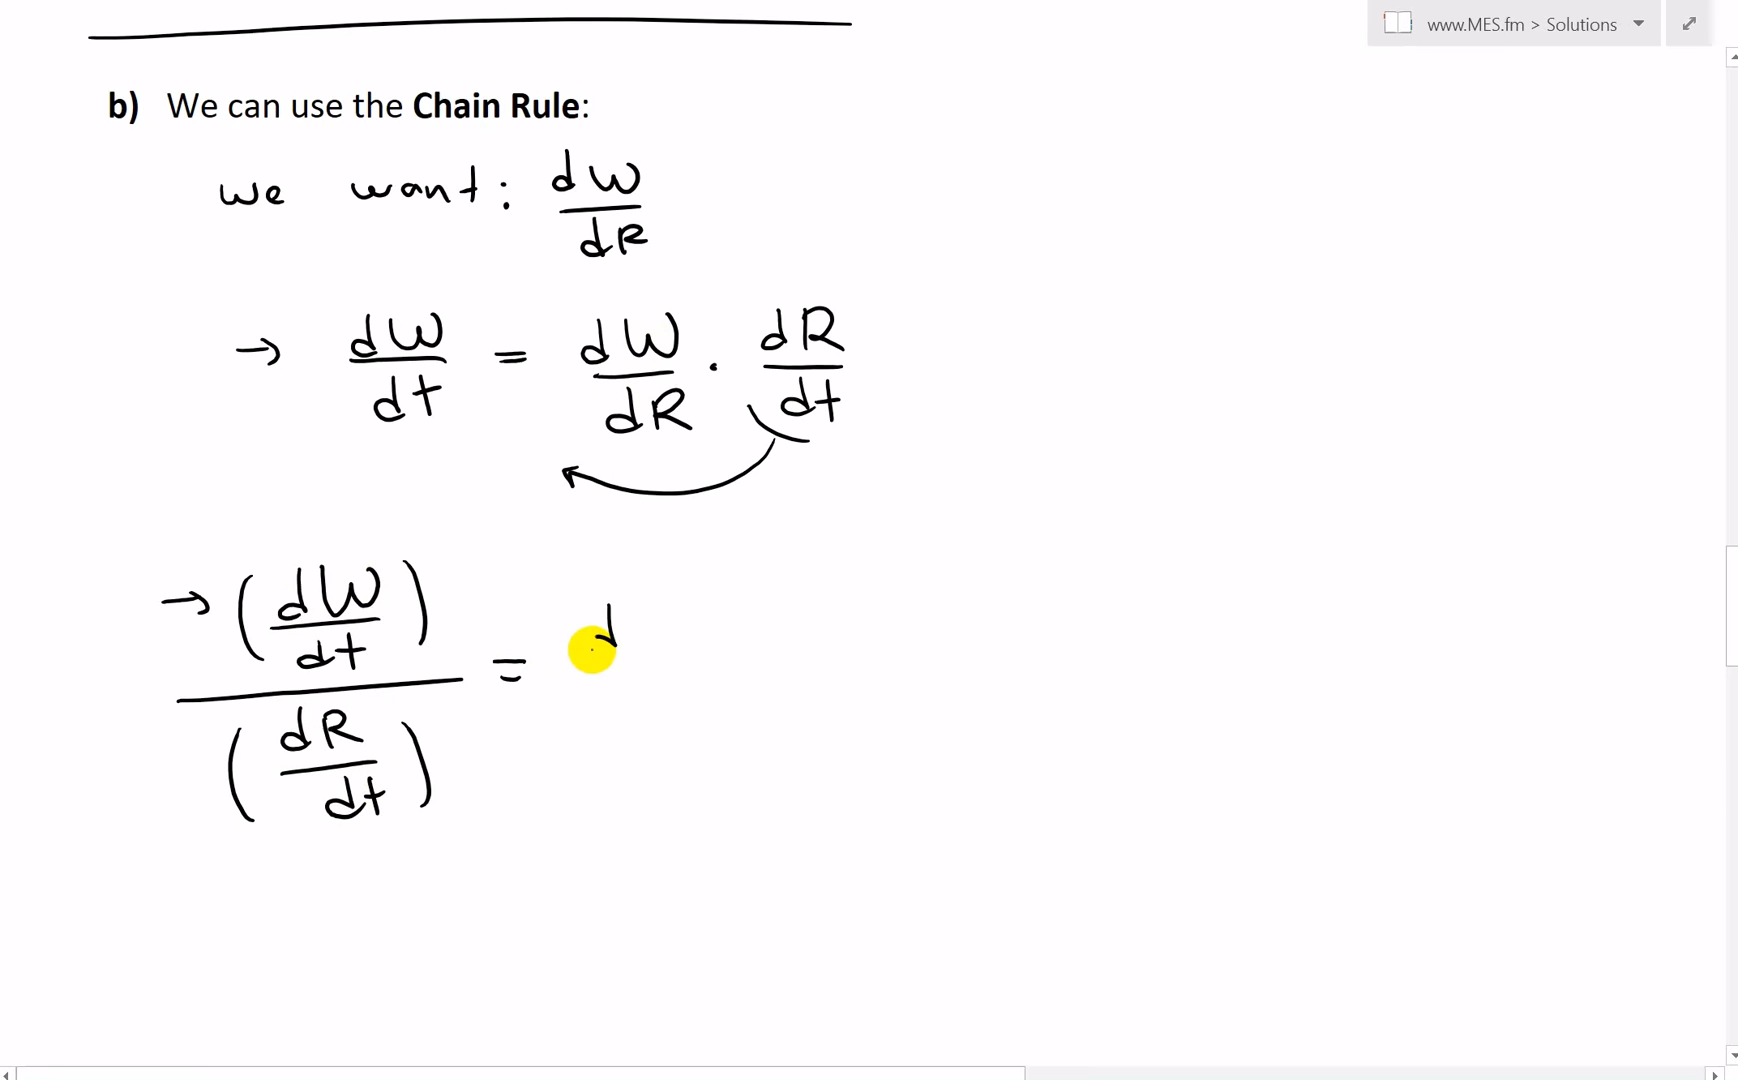 www.MES.fm > Solutions
b) We can use the Chain Rule:
we want: dW/dR
→ dW/dt = dW/dR · dR/dt
→ (dW/dt)/(dR/dt) = d